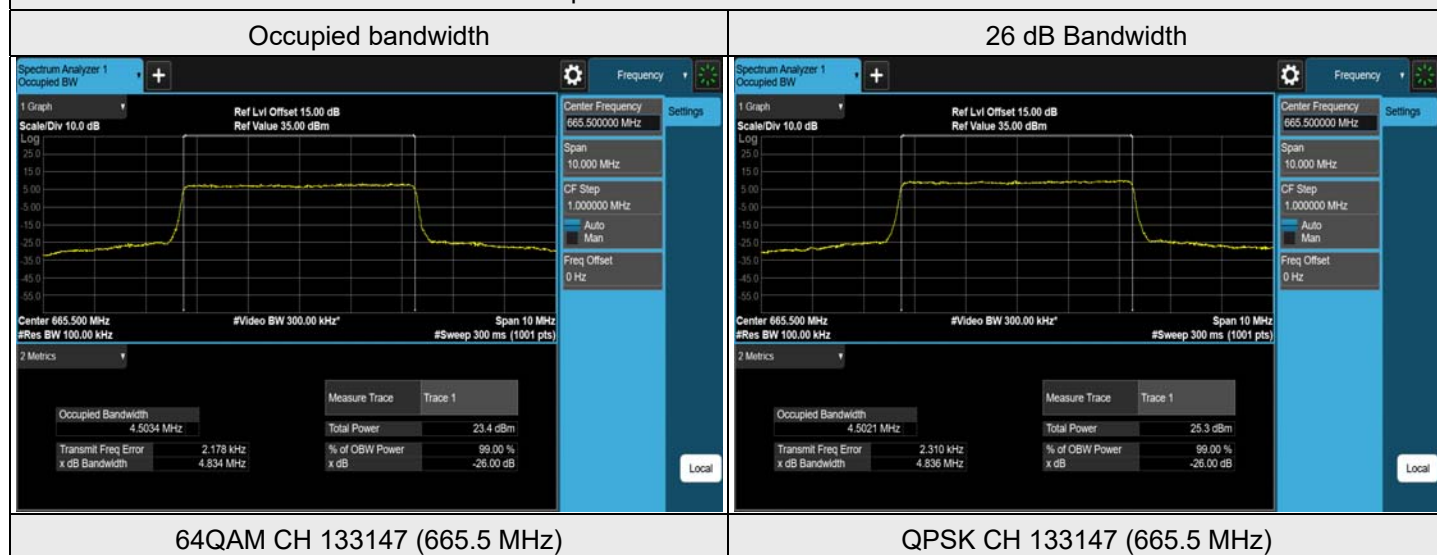 Occupied bandwidth
26 dB Bandwidth
Spectrum Analyzer 1
Occupied BW
+
Frequency
1 Graph
Ref Lvl Offset 15.00 dB
Scale/Div 10.0 dB
Ref Value 35.00 dBm
Log
25.0
15.0
5.00
-5.00
-15.0
-25.0
-35.0
-45.0
-55.0
Center 665.500 MHz
#Video BW 300.00 kHz*
Span 10 MHz
#Res BW 100.00 kHz
#Sweep 300 ms (1001 pts)
Center Frequency
665.500000 MHz
Settings
Span
10.000 MHz
CF Step
1.000000 MHz
Auto
Man
Freq Offset
0 Hz
2 Metrics
Measure Trace Trace 1
Occupied Bandwidth
4.5034 MHz
Total Power 23.4 dBm
Transmit Freq Error 2.178 kHz
% of OBW Power 99.00 %
x dB Bandwidth 4.834 MHz
x dB -26.00 dB
Local
Spectrum Analyzer 1
Occupied BW
+
Frequency
1 Graph
Ref Lvl Offset 15.00 dB
Scale/Div 10.0 dB
Ref Value 35.00 dBm
Log
25.0
15.0
5.00
-5.00
-15.0
-25.0
-35.0
-45.0
-55.0
Center 665.500 MHz
#Video BW 300.00 kHz*
Span 10 MHz
#Res BW 100.00 kHz
#Sweep 300 ms (1001 pts)
Center Frequency
665.500000 MHz
Settings
Span
10.000 MHz
CF Step
1.000000 MHz
Auto
Man
Freq Offset
0 Hz
2 Metrics
Measure Trace Trace 1
Occupied Bandwidth
4.5021 MHz
Total Power 25.3 dBm
Transmit Freq Error 2.310 kHz
% of OBW Power 99.00 %
x dB Bandwidth 4.836 MHz
x dB -26.00 dB
Local
64QAM CH 133147 (665.5 MHz)
QPSK CH 133147 (665.5 MHz)